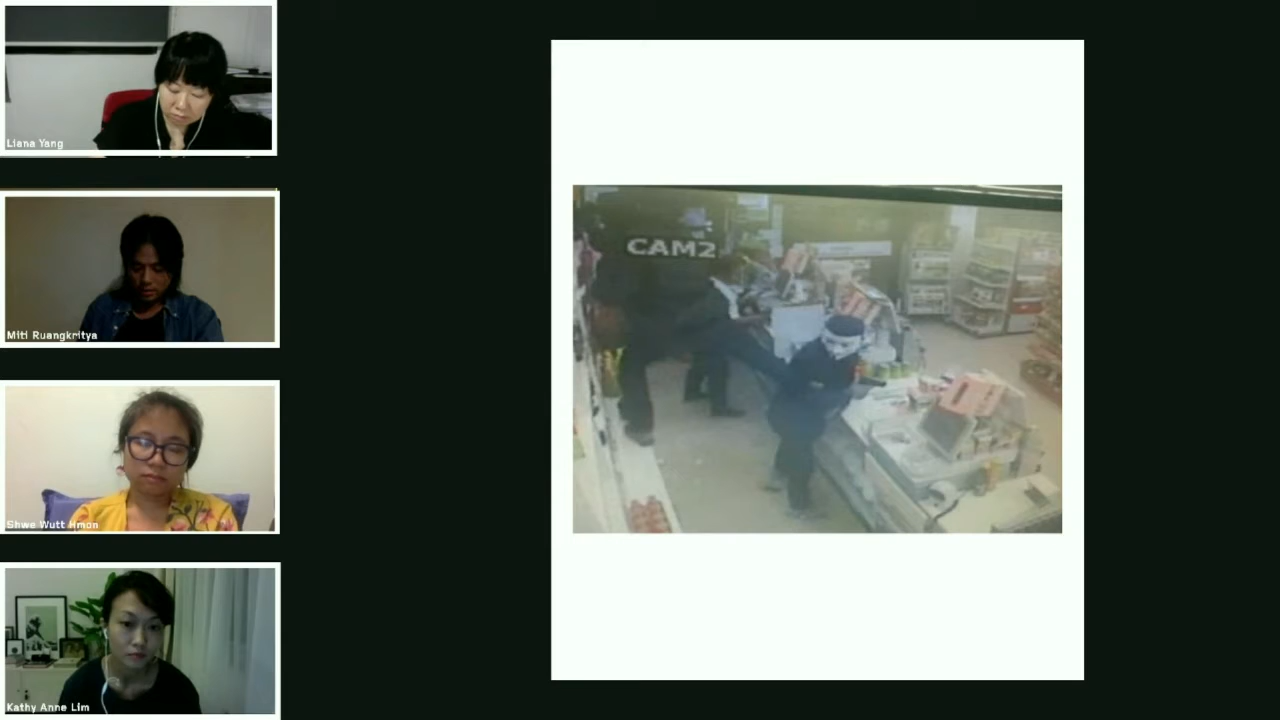 Liana Yang
Miti Ruangkritya
Shwe Wutt Hmon
Kathy Anne Lim
CAM2